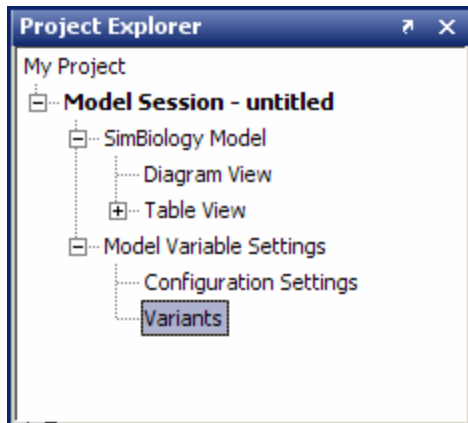 Project Explorer
My Project
Model Session - untitled
SimBiology Model
Diagram View
Table View
Model Variable Settings
Configuration Settings
Variants